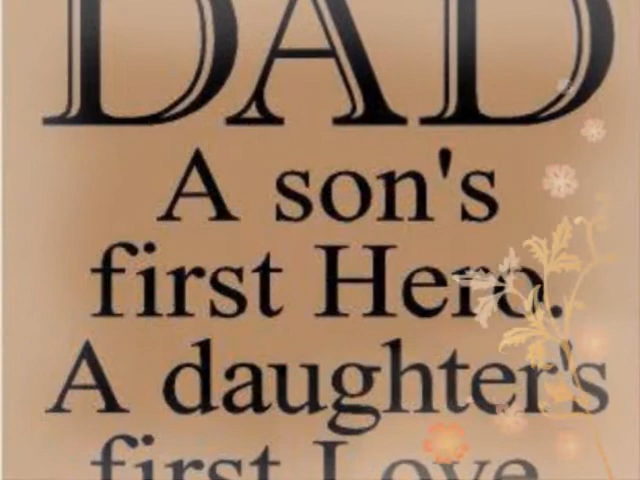 DAD
A son's
first Hero.
A daughter's
first Love.